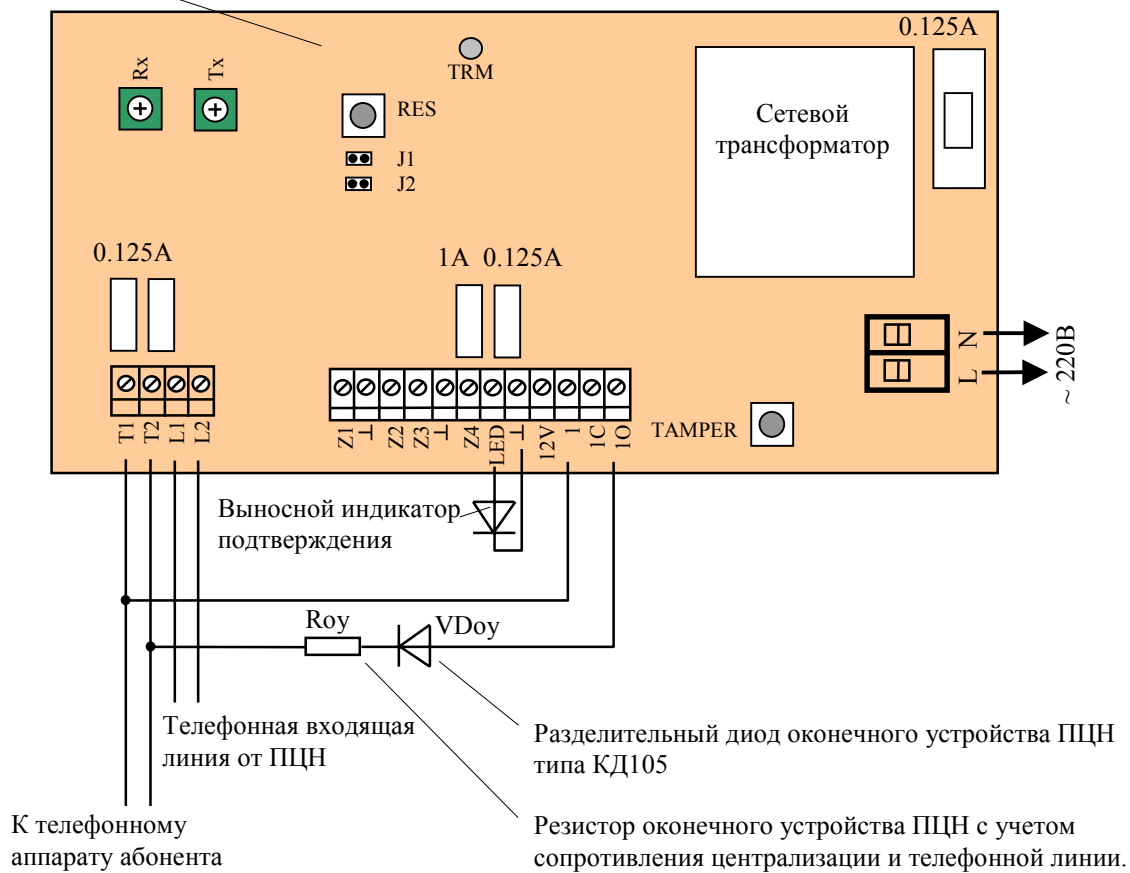 0.125A
Rx
Tx
TRM
RES
J1
J2
Сетевой
трансформатор
0.125A
1A 0.125A
N
L
~ 220В
T1
T2
L1
L2
Z1
⊥
Z2
Z3
⊥
Z4
LED
⊥
12V
1
1C
1O
TAMPER
Выносной индикатор
подтверждения
Roy
VDoy
Телефонная входящая
линия от ПЦН
Разделительный диод оконечного устройства ПЦН
типа КД105
К телефонному
аппарату абонента
Резистор оконечного устройства ПЦН с учетом
сопротивления централизации и телефонной линии.